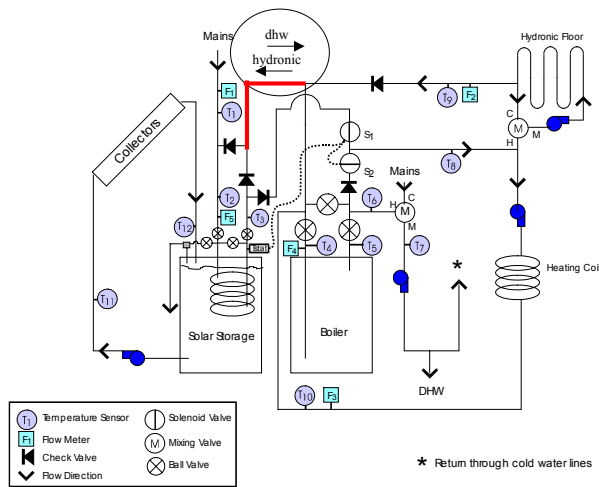 Mains
dhw
hydronic
Hydronic Floor
F1
T1
T9
F2
C
M
M
H
Collectors
S1
S2
T8
Mains
T2
F5
T3
T6
H
C
M
M
T12
Tstat
F4
T4
T5
T7
*
Heating Coi
T11
Solar Storage
Boiler
DHW
T10
F3
T1 Temperature Sensor
F1 Flow Meter
Check Valve
Flow Direction
Solenoid Valve
M Mixing Valve
Ball Valve
* Return through cold water lines